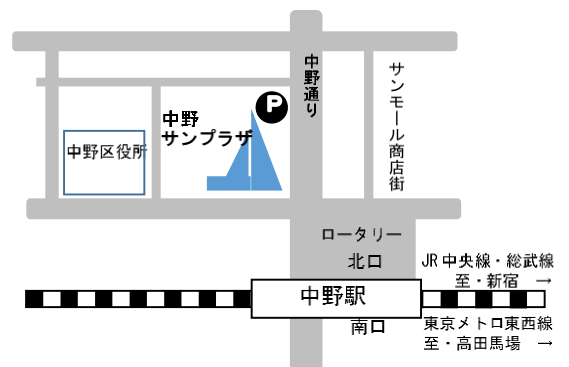 中野通り
サンモール商店街
P
中野
サンプラザ
中野区役所
ロータリー
北口
JR中央線・総武線
至・新宿 →
中野駅
南口
東京メトロ東西線
至・高田馬場 →